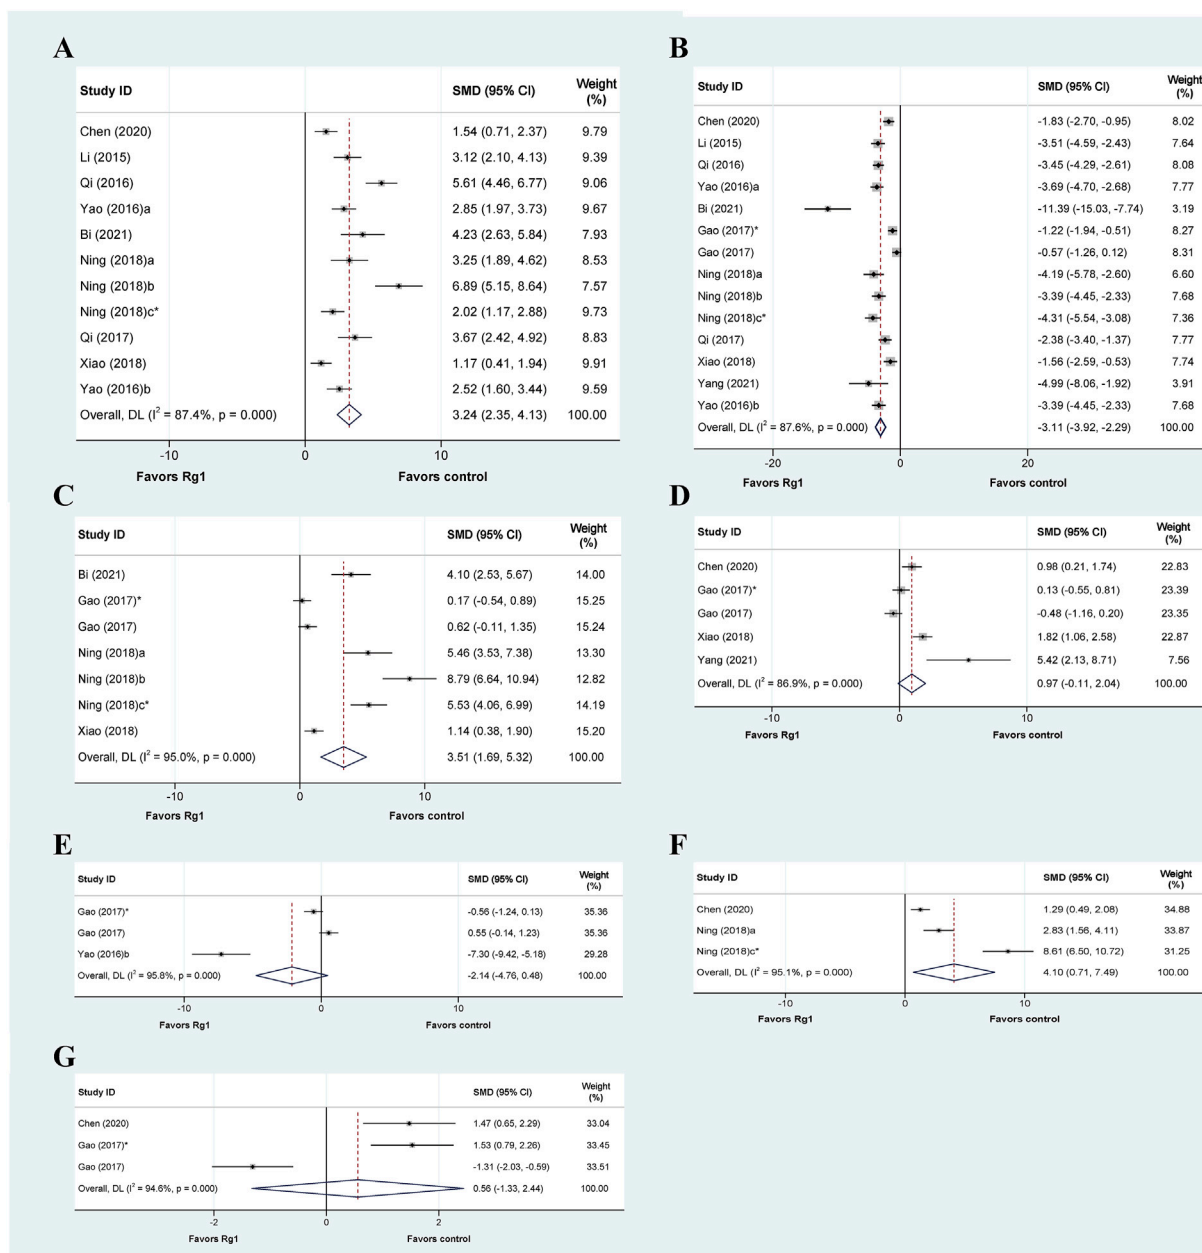 A
Study ID SMD (95% CI) Weight (%)
Chen (2020) 1.54 (0.71, 2.37) 9.79
Li (2015) 3.12 (2.10, 4.13) 9.39
Qi (2016) 5.61 (4.46, 6.77) 9.06
Yao (2016)a 2.85 (1.97, 3.73) 9.67
Bi (2021) 4.23 (2.63, 5.84) 7.93
Ning (2018)a 3.25 (1.89, 4.62) 8.53
Ning (2018)b 6.89 (5.15, 8.64) 7.57
Ning (2018)c* 2.02 (1.17, 2.88) 9.73
Qi (2017) 3.67 (2.42, 4.92) 8.83
Xiao (2018) 1.17 (0.41, 1.94) 9.91
Yao (2016)b 2.52 (1.60, 3.44) 9.59
Overall, DL (I² = 87.4%, p = 0.000) 3.24 (2.35, 4.13) 100.00
-10 0 10
Favors Rg1 Favors control
B
Study ID SMD (95% CI) Weight (%)
Chen (2020) -1.83 (-2.70, -0.95) 8.02
Li (2015) -3.51 (-4.59, -2.43) 7.64
Qi (2016) -3.45 (-4.29, -2.61) 8.08
Yao (2016)a -3.69 (-4.70, -2.68) 7.77
Bi (2021) -11.39 (-15.03, -7.74) 3.19
Gao (2017)* -1.22 (-1.94, -0.51) 8.27
Gao (2017) -0.57 (-1.26, 0.12) 8.31
Ning (2018)a -4.19 (-5.78, -2.60) 6.60
Ning (2018)b -3.39 (-4.45, -2.33) 7.68
Ning (2018)c* -4.31 (-5.54, -3.08) 7.36
Qi (2017) -2.38 (-3.40, -1.37) 7.77
Xiao (2018) -1.56 (-2.59, -0.53) 7.74
Yang (2021) -4.99 (-8.06, -1.92) 3.91
Yao (2016)b -3.39 (-4.45, -2.33) 7.68
Overall, DL (I² = 87.6%, p = 0.000) -3.11 (-3.92, -2.29) 100.00
-20 0 20
Favors Rg1 Favors control
C
Study ID SMD (95% CI) Weight (%)
Bi (2021) 4.10 (2.53, 5.67) 14.00
Gao (2017)* 0.17 (-0.54, 0.89) 15.25
Gao (2017) 0.62 (-0.11, 1.35) 15.24
Ning (2018)a 5.46 (3.53, 7.38) 13.30
Ning (2018)b 8.79 (6.64, 10.94) 12.82
Ning (2018)c* 5.53 (4.06, 6.99) 14.19
Xiao (2018) 1.14 (0.38, 1.90) 15.20
Overall, DL (I² = 95.0%, p = 0.000) 3.51 (1.69, 5.32) 100.00
-10 0 10
Favors Rg1 Favors control
D
Study ID SMD (95% CI) Weight (%)
Chen (2020) 0.98 (0.21, 1.74) 22.83
Gao (2017)* 0.13 (-0.55, 0.81) 23.39
Gao (2017) -0.48 (-1.16, 0.20) 23.35
Xiao (2018) 1.82 (1.06, 2.58) 22.87
Yang (2021) 5.42 (2.13, 8.71) 7.56
Overall, DL (I² = 86.9%, p = 0.000) 0.97 (-0.11, 2.04) 100.00
-10 0 10
Favors Rg1 Favors control
E
Study ID SMD (95% CI) Weight (%)
Gao (2017)* -0.56 (-1.24, 0.13) 35.36
Gao (2017) 0.55 (-0.14, 1.23) 35.36
Yao (2016)b -7.30 (-9.42, -5.18) 29.28
Overall, DL (I² = 95.8%, p = 0.000) -2.14 (-4.76, 0.48) 100.00
-10 0 10
Favors Rg1 Favors control
F
Study ID SMD (95% CI) Weight (%)
Chen (2020) 1.29 (0.49, 2.08) 34.88
Ning (2018)a 2.83 (1.56, 4.11) 33.87
Ning (2018)c* 8.61 (6.50, 10.72) 31.25
Overall, DL (I² = 95.1%, p = 0.000) 4.10 (0.71, 7.49) 100.00
-10 0 10
Favors Rg1 Favors control
G
Study ID SMD (95% CI) Weight (%)
Chen (2020) 1.47 (0.65, 2.29) 33.04
Gao (2017)* 1.53 (0.79, 2.26) 33.45
Gao (2017) -1.31 (-2.03, -0.59) 33.51
Overall, DL (I² = 94.6%, p = 0.000) 0.56 (-1.33, 2.44) 100.00
-2 0 2
Favors Rg1 Favors control